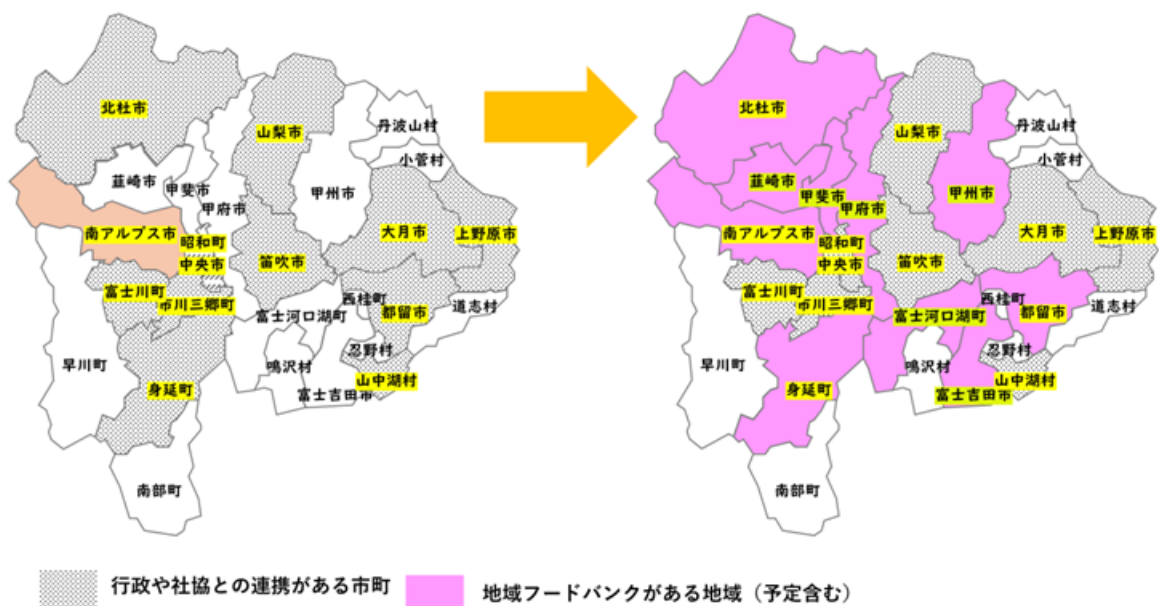 北杜市
山梨市
丹波山村
小菅村
韮崎市
甲斐市
甲州市
甲府市
南アルプス市
昭和町
大月市
上野原市
中央市
笛吹市
富士川町
市川三郷町
西桂町
道志村
富士河口湖町
都留市
忍野村
早川町
鳴沢村
山中湖村
身延町
富士吉田市
南部町
北杜市
山梨市
丹波山村
小菅村
韮崎市
甲斐市
甲州市
甲府市
南アルプス市
昭和町
大月市
上野原市
中央市
笛吹市
富士川町
市川三郷町
西桂町
道志村
富士河口湖町
都留市
忍野村
早川町
鳴沢村
山中湖村
身延町
富士吉田市
南部町
行政や社協との連携がある市町
地域フードバンクがある地域（予定含む）